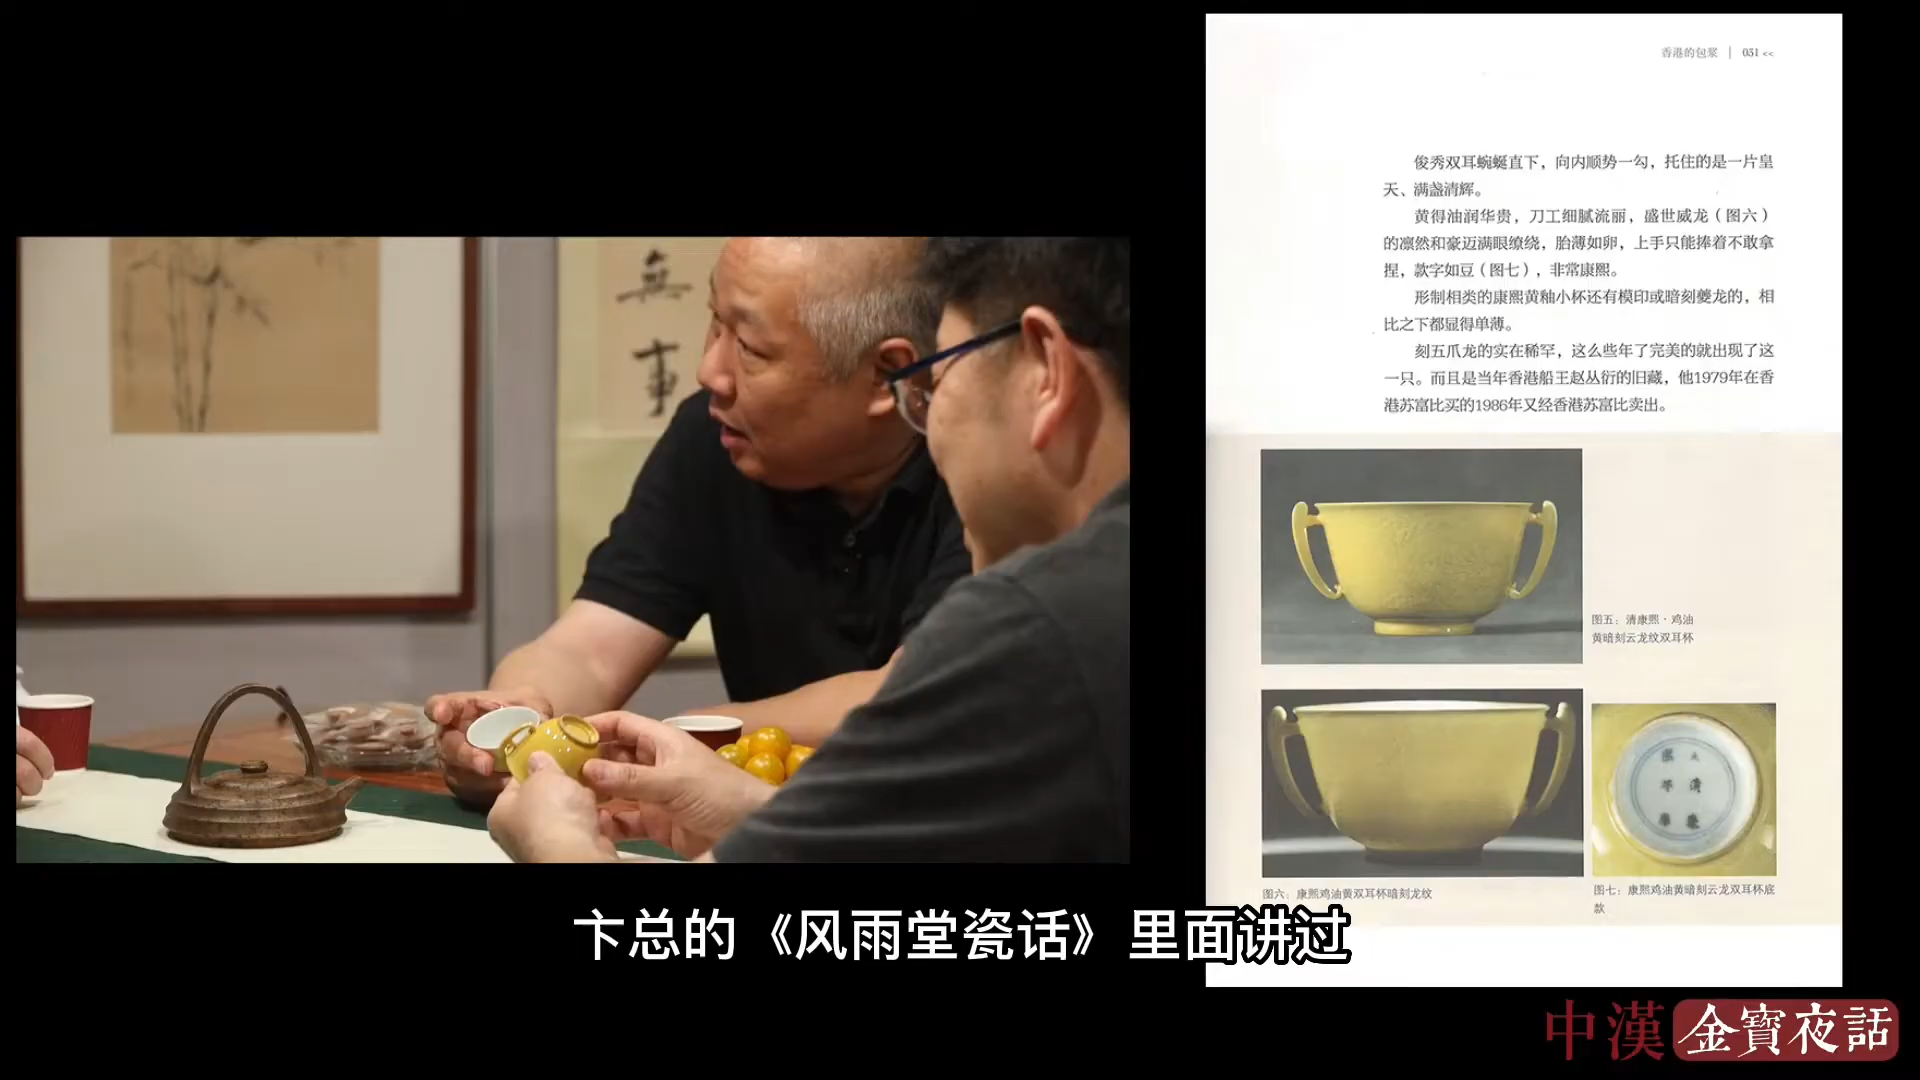 香港的包浆 | 031 <<
俊秀双耳蜿蜒直下，向内顺势一勾，托住的是一片皇
天、满盏清辉。
黄得油润华贵，刀工细腻流丽，盛世威龙（图六）
的凛然和豪迈满眼缭绕，胎薄如卵，上手只能捧着不敢拿
捏，款字如豆（图七），非常康熙。
形制相类的康熙黄釉小杯还有模印或暗刻夔龙的，相
比之下都显得单薄。
刻五爪龙的实在稀罕，这么些年了完美的就出现了这
一只。而且是当年香港船王赵丛衍的旧藏，他1979年在香
港苏富比买的1986年又经香港苏富比卖出。
無
事
图五：清康熙·鸡油
黄暗刻云龙纹双耳杯
大清康
熙年製
图六：康熙鸡油黄双耳杯暗刻龙纹
图七：康熙鸡油黄暗刻云龙双耳杯底
款
卞总的《风雨堂瓷话》里面讲过
中漢 金寶夜話